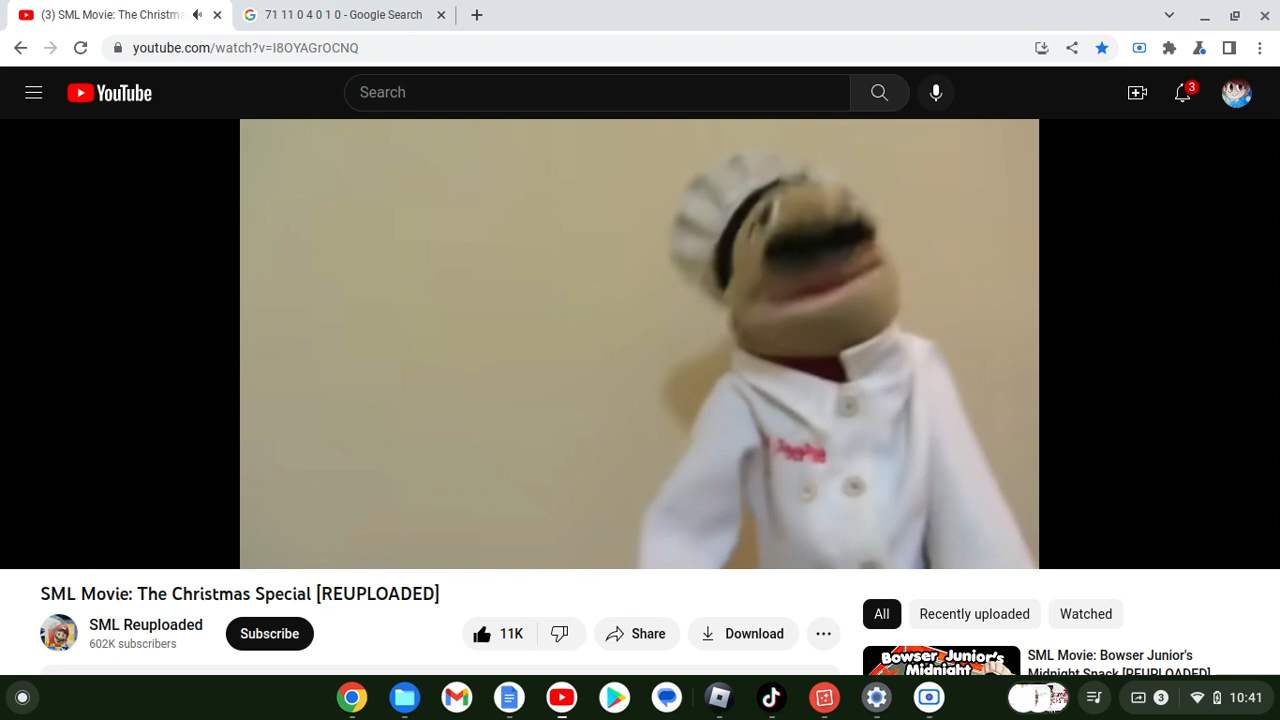 (3) SML Movie: The Christma
71 11 0 4 0 1 0 - Google Search
youtube.com/watch?v=I8OYAGrOCNQ
YouTube
Search
3
SML Movie: The Christmas Special [REUPLOADED]
SML Reuploaded
602K subscribers
Subscribe
11K
Share
Download
All
Recently uploaded
Watched
Bowser Junior's
Midnight
SML Movie: Bowser Junior's
Midnight Snack [REUPLOADED]
3
10:41